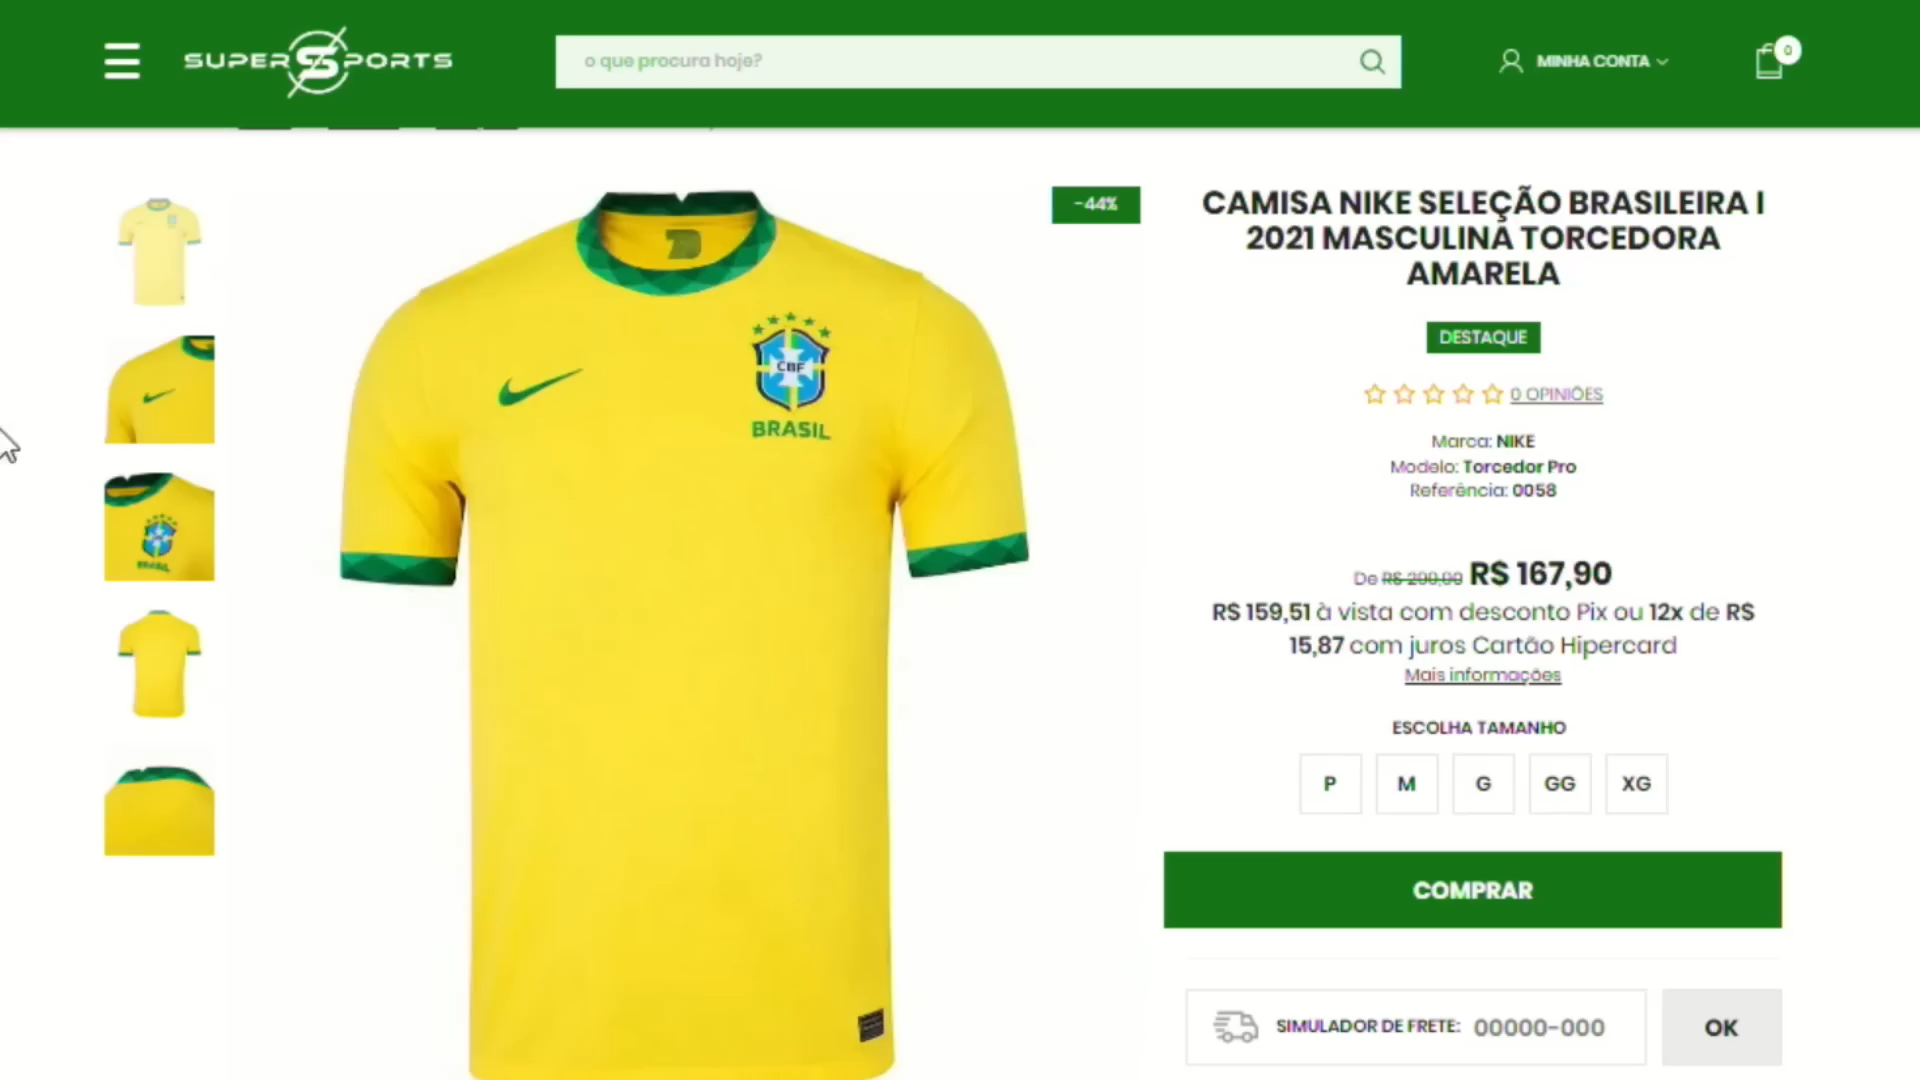 SUPER SPORTS
o que procura hoje?
MINHA CONTA
0
-44%
CAMISA NIKE SELEÇÃO BRASILEIRA I
2021 MASCULINA TORCEDORA
AMARELA
DESTAQUE
0 OPINIÕES
Marca: NIKE
Modelo: Torcedor Pro
Referência: 0058
CBF
BRASIL
De R$ R$ 167,90
R$ 159,51 à vista com desconto Pix ou 12x de R$
15,87 com juros Cartão Hipercard
Mais informações
ESCOLHA TAMANHO
P M G GG XG
COMPRAR
SIMULADOR DE FRETE: 00000-000
OK